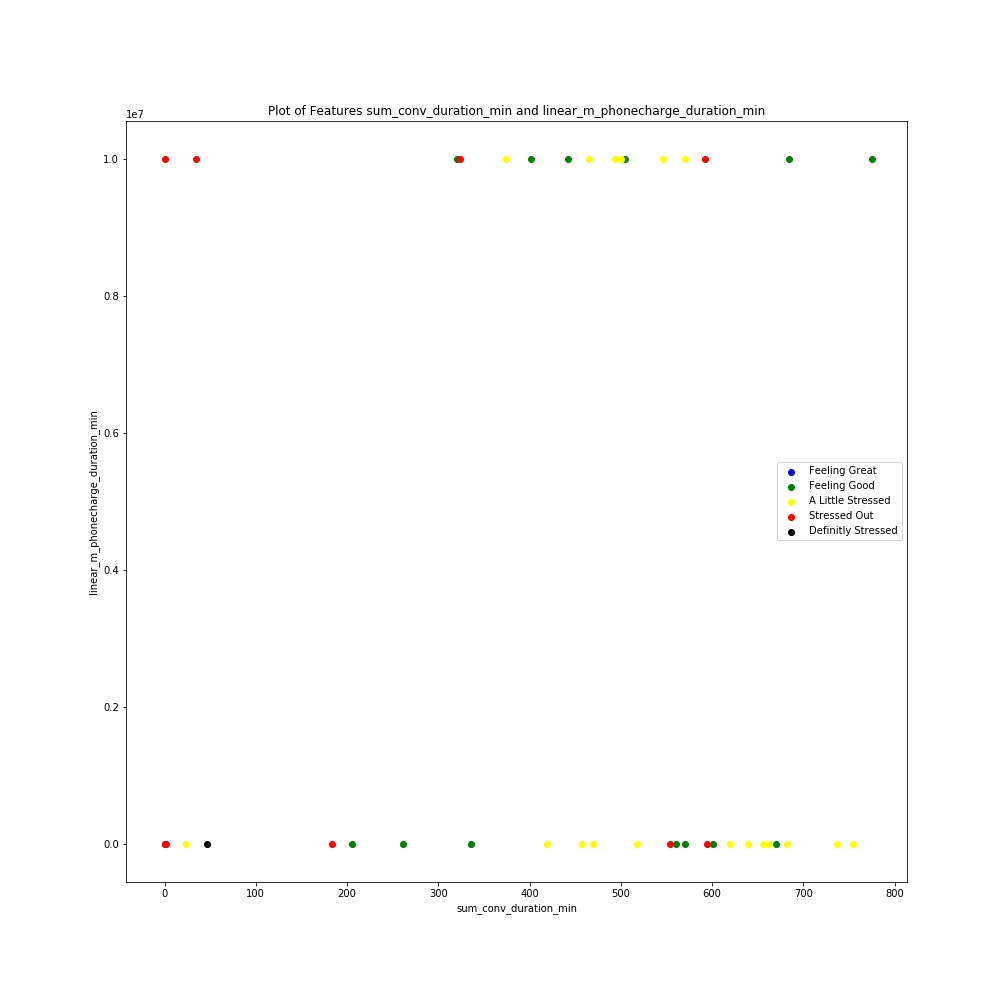 Plot of Features sum_conv_duration_min and linear_m_phonecharge_duration_min
1e7
1.0
0.8
0.6
0.4
0.2
0.0
linear_m_phonecharge_duration_min
Feeling Great
Feeling Good
A Little Stressed
Stressed Out
Definitly Stressed
0 100 200 300 400 500 600 700 800
sum_conv_duration_min